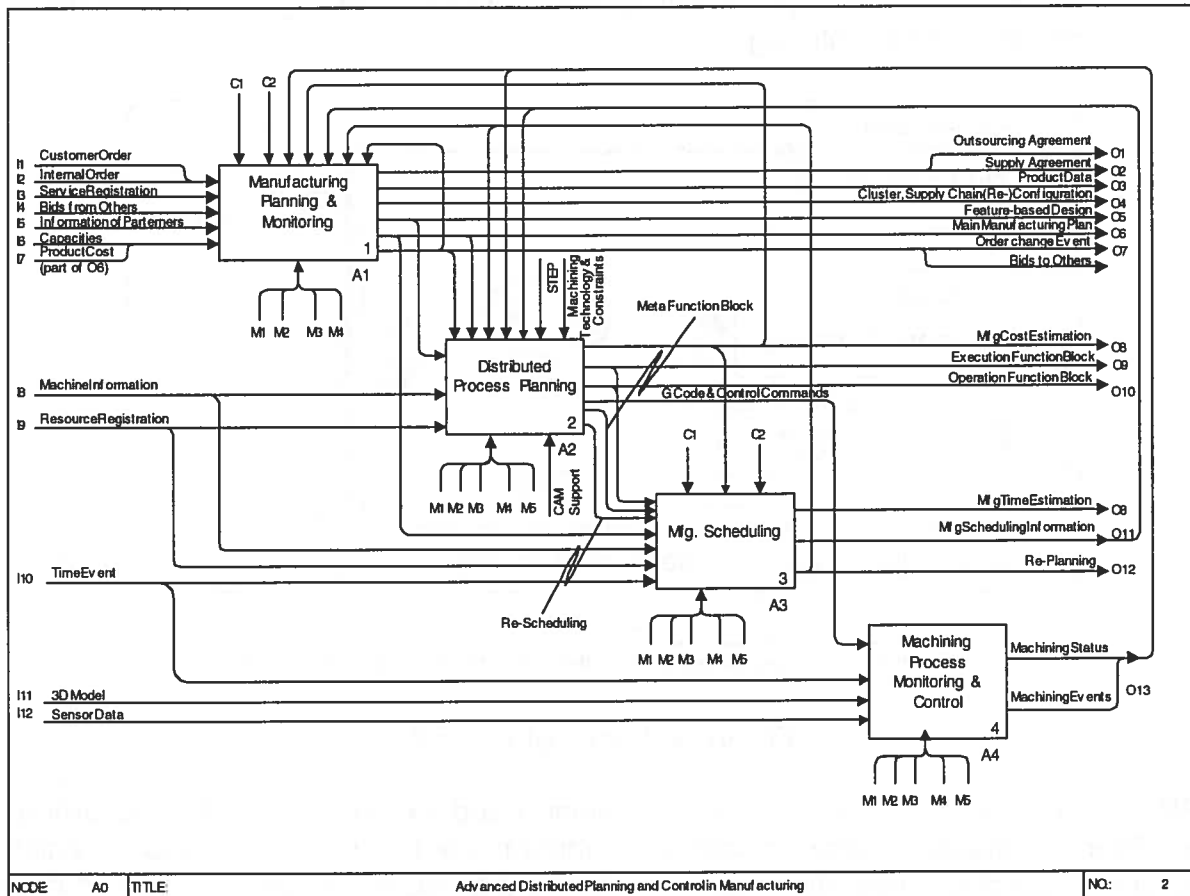 C1 C2
I1 CustomerOrder
I2 InternalOrder
I3 ServiceRegistration
I4 Bids from Others
I5 Information of Parterners
I6 Capacities
I7 ProductCost
(part of O6)
Manufacturing
Planning &
Monitoring
1
A1
M1 M2 M3 M4
Outsourcing Agreement O1
Supply Agreement O2
ProductData O3
Cluster, Supply Chain (Re-)Configuration O4
Feature-based Design O5
Main Manufacturing Plan O6
Order change Event O7
Bids to Others
STEP
Machining
Technology &
Constraints
Meta Function Block
I8 MachineInformation
I9 ResourceRegistration
Distributed
Process Planning
2
A2
M1 M2 M3 M4 M5
CAM
Support
MfgCostEstimation O8
Execution Function Block O9
Operation Function Block O10
G Code & Control Commands
C1 C2
Mfg. Scheduling
3
A3
M1 M2 M3 M4 M5
MfgTimeEstimation O8
MfgSchedulingInformation O11
Re-Planning O12
I10 TimeEvent
Re-Scheduling
I11 3D Model
I12 SensorData
Machining
Process
Monitoring &
Control
4
A4
M1 M2 M3 M4 M5
MachiningStatus
MachiningEvents
O13
NODE: A0 TITLE: Advanced Distributed Planning and Control in Manufacturing NO.: 2